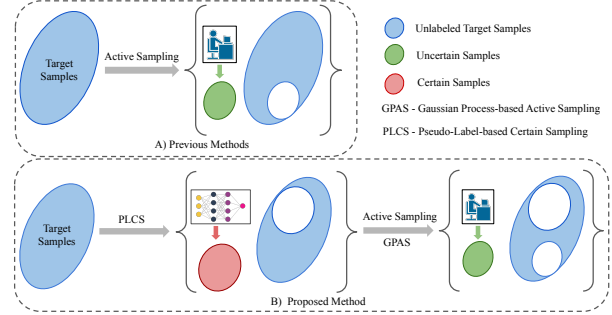 Target
Samples
Active Sampling
A) Previous Methods
Unlabeled Target Samples
Uncertain Samples
Certain Samples
GPAS - Gaussian Process-based Active Sampling
PLCS - Pseudo-Label-based Certain Sampling
Target
Samples
PLCS
Active Sampling
GPAS
B) Proposed Method